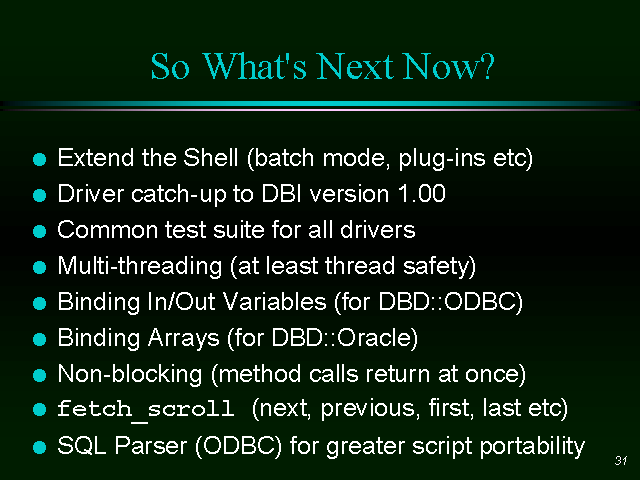 So What's Next Now?
Extend the Shell (batch mode, plug-ins etc)
Driver catch-up to DBI version 1.00
Common test suite for all drivers
Multi-threading (at least thread safety)
Binding In/Out Variables (for DBD::ODBC)
Binding Arrays (for DBD::Oracle)
Non-blocking (method calls return at once)
fetch_scroll (next, previous, first, last etc)
SQL Parser (ODBC) for greater script portability
31